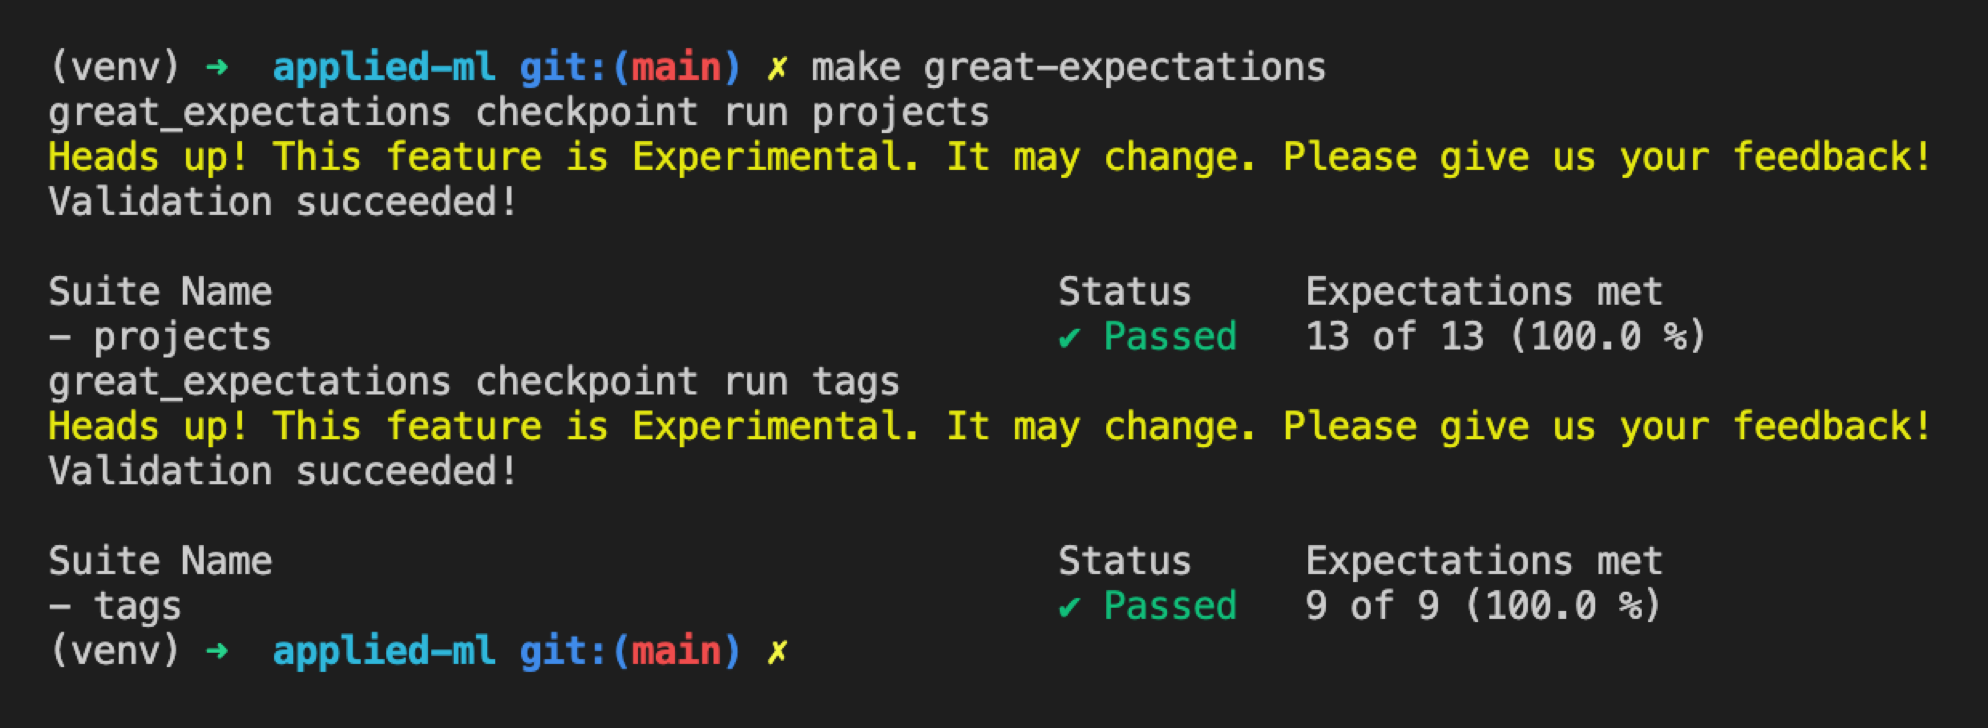 (venv) ➜  applied-ml git:(main) ✗ make great-expectations
great_expectations checkpoint run projects
Heads up! This feature is Experimental. It may change. Please give us your feedback!
Validation succeeded!
Suite Name Status Expectations met
- projects ✔ Passed 13 of 13 (100.0 %)
great_expectations checkpoint run tags
Heads up! This feature is Experimental. It may change. Please give us your feedback!
Validation succeeded!
Suite Name Status Expectations met
- tags ✔ Passed 9 of 9 (100.0 %)
(venv) ➜  applied-ml git:(main) ✗